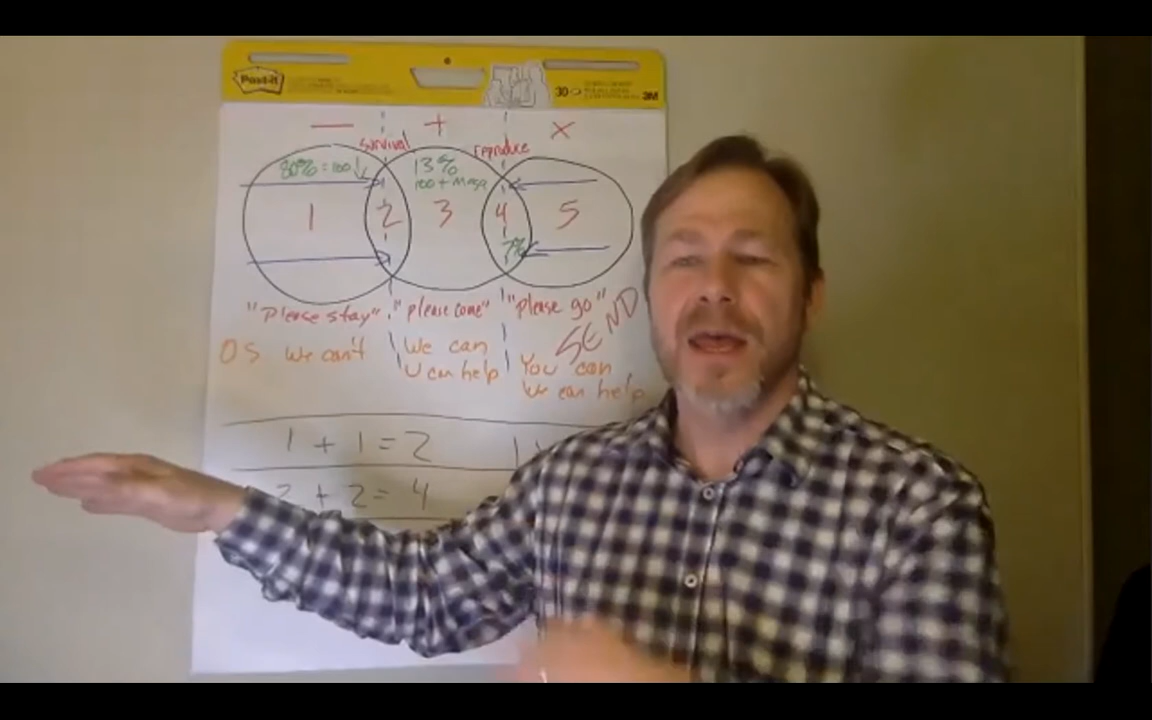 Post-it
30
3M
— + X
survival reproduce
80% = 100↓ 13%
100 +
1 2 3 4 5
7%
"Please stay" "please come" "please go"
SEND
OS we can't We can You can
U can help We can help
1 + 1 = 2 1
2 + 2 = 4